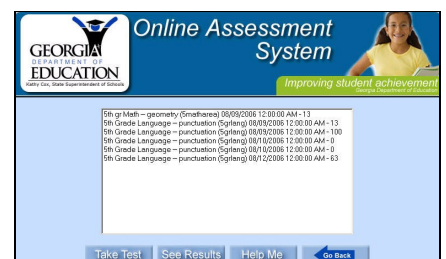 Online Assessment System
GEORGIA
DEPARTMENT OF
EDUCATION
Kathy Cox, State Superintendent of Schools
Improving student achievement
Georgia Department of Education
5th gr Math – geometry (5matharea) 08/09/2006 12:00:00 AM - 13
5th Grade Language – punctuation (5grlang) 08/09/2006 12:00:00 AM - 13
5th Grade Language – punctuation (5grlang) 08/09/2006 12:00:00 AM - 100
5th Grade Language – punctuation (5grlang) 08/10/2006 12:00:00 AM - 0
5th Grade Language – punctuation (5grlang) 08/10/2006 12:00:00 AM - 0
5th Grade Language – punctuation (5grlang) 08/12/2006 12:00:00 AM - 63
Take Test See Results Help Me Go Back